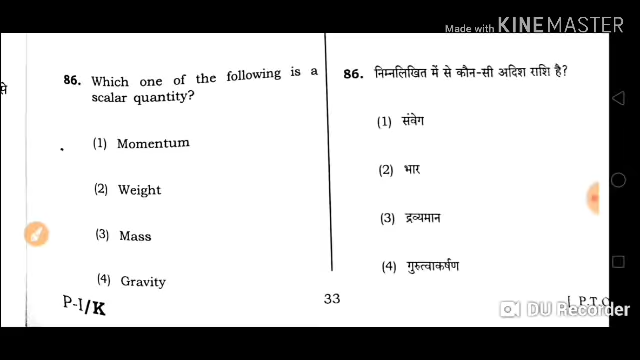 Made with KINEMASTER
से
86. Which one of the following is a
scalar quantity?
(1) Momentum
(2) Weight
(3) Mass
(4) Gravity
P-I/K
86. निम्नलिखित में से कौन-सी अदिश राशि है?
(1) संवेग
(2) भार
(3) द्रव्यमान
(4) गुरुत्वाकर्षण
33
[ P.T.O
DU Recorder